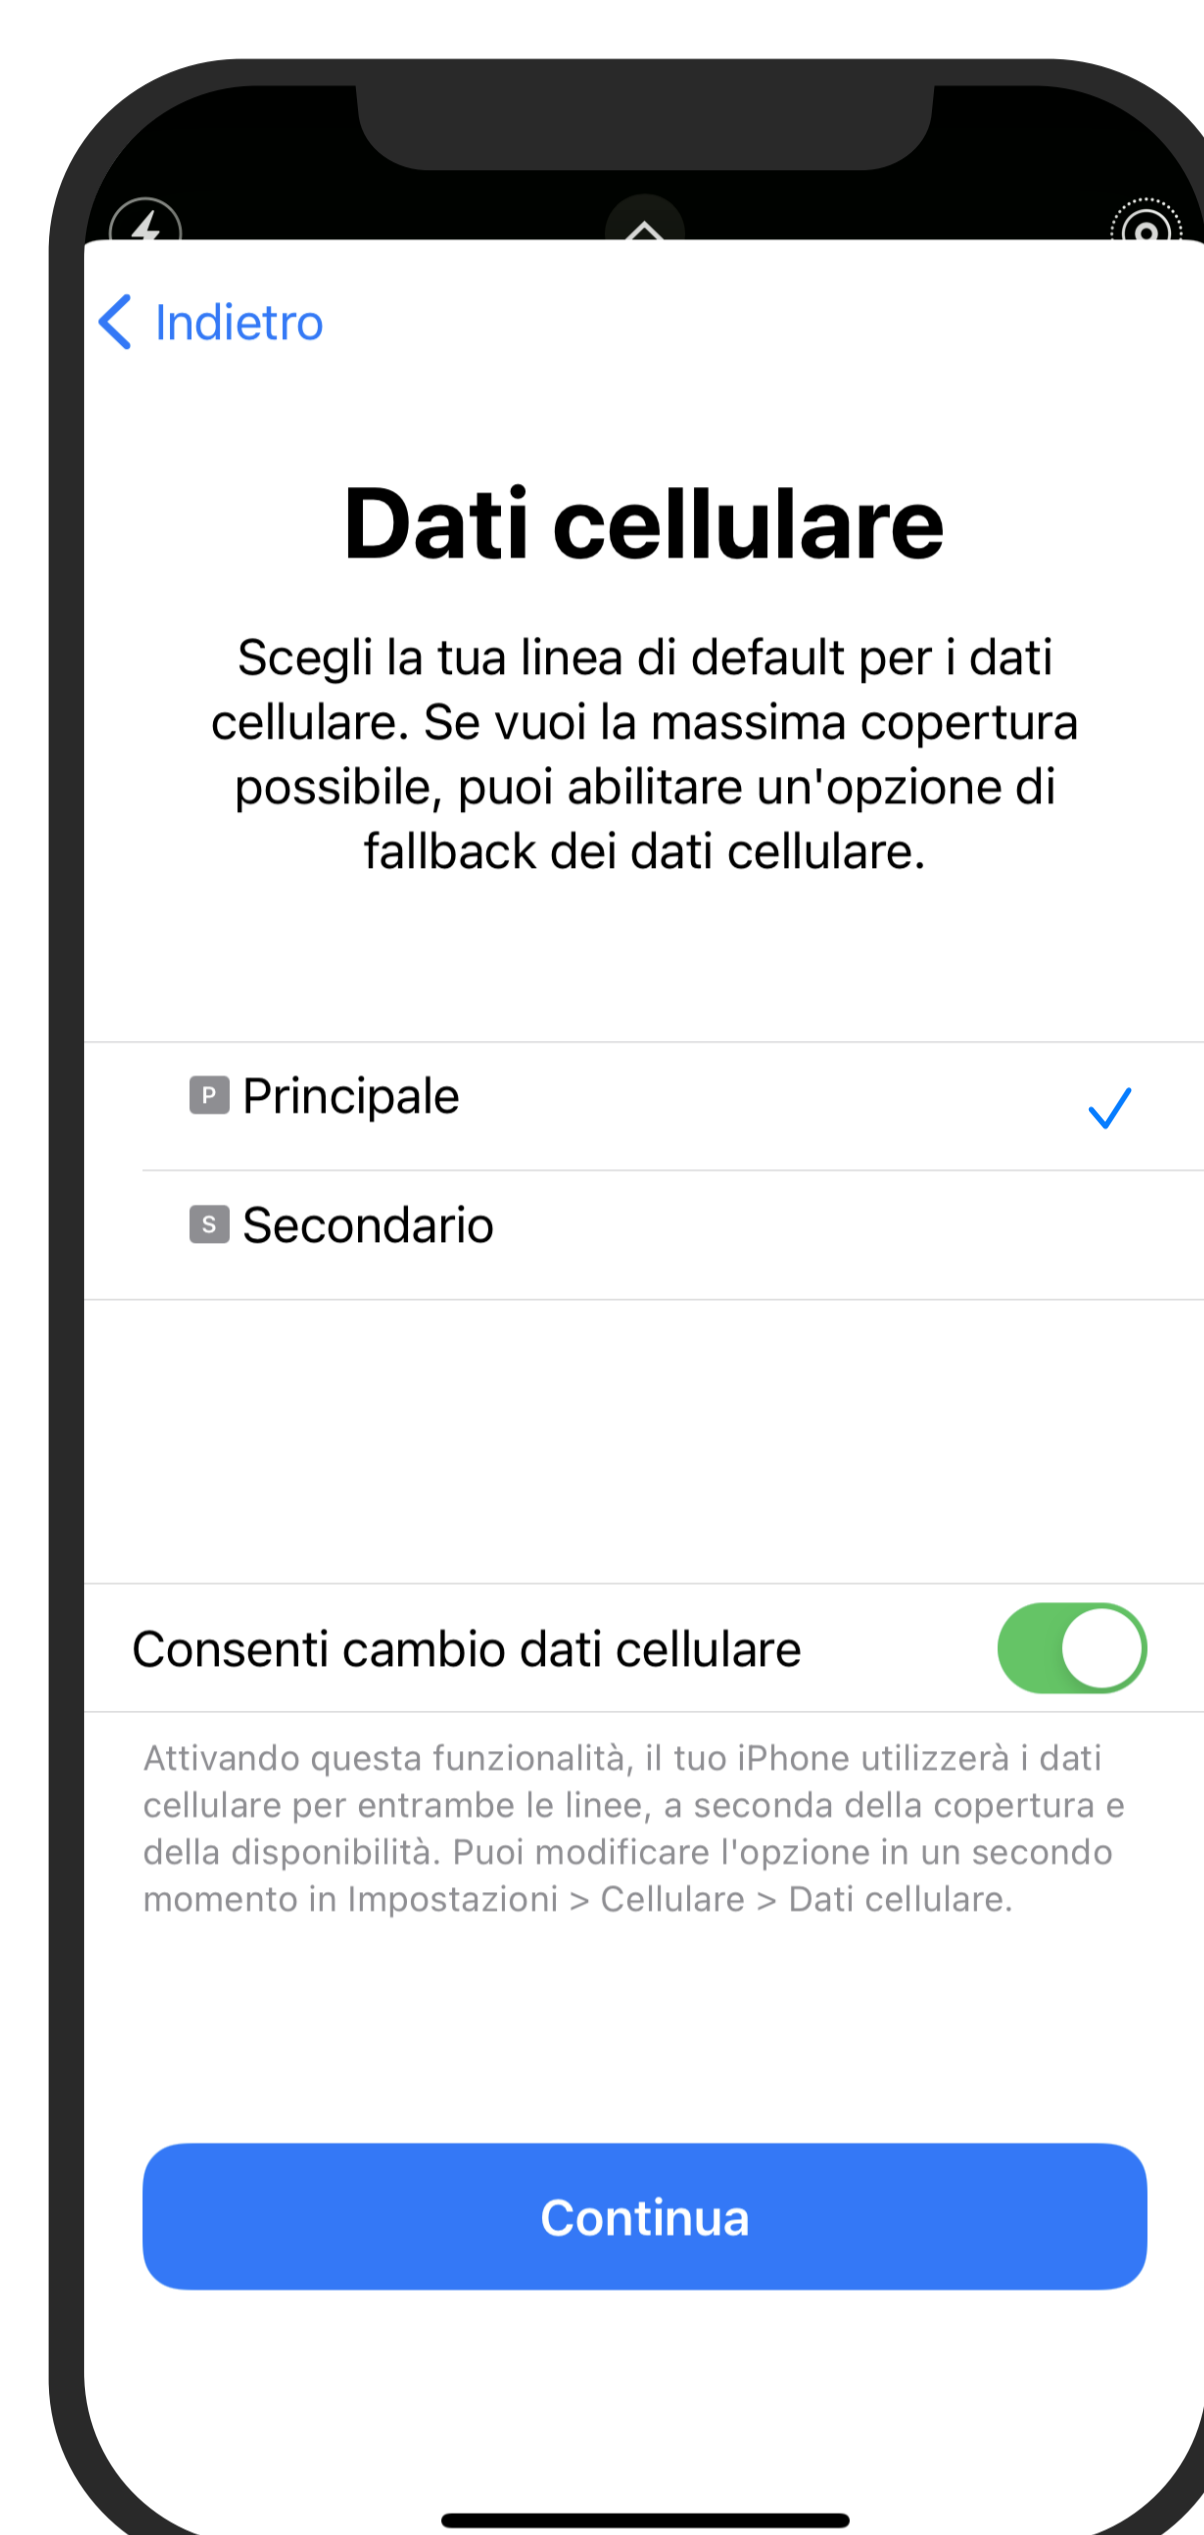 Indietro
Dati cellulare
Scegli la tua linea di default per i dati
cellulare. Se vuoi la massima copertura
possibile, puoi abilitare un'opzione di
fallback dei dati cellulare.
P Principale
S Secondario
Consenti cambio dati cellulare
Attivando questa funzionalità, il tuo iPhone utilizzerà i dati
cellulare per entrambe le linee, a seconda della copertura e
della disponibilità. Puoi modificare l'opzione in un secondo
momento in Impostazioni > Cellulare > Dati cellulare.
Continua